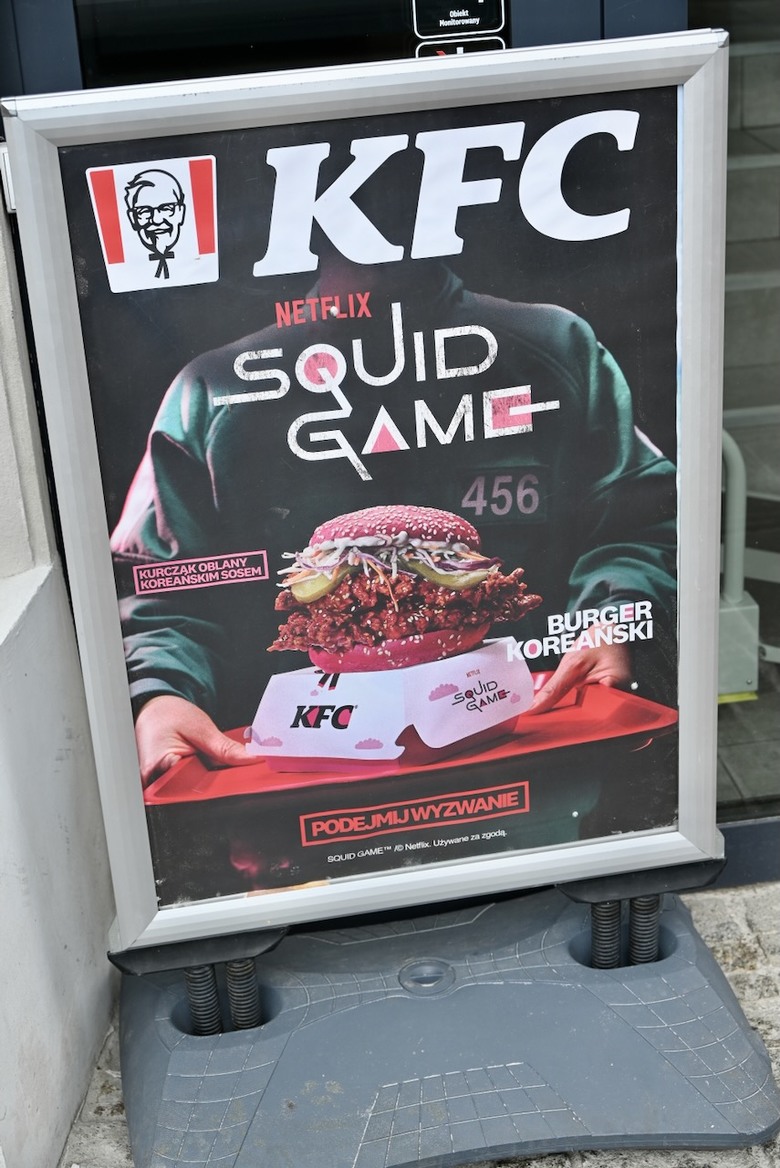 Obiekt
Monitorowany
KFC
NETFLIX
SQUID
GAME
456
KURCZAK OBLANY
KOREAŃSKIM SOSEM
BURGER
KOREAŃSKI
KFC
NETFLIX
SQUID
GAME
PODEJMIJ WYZWANIE
SQUID GAME™ /© Netflix. Używane za zgodą.